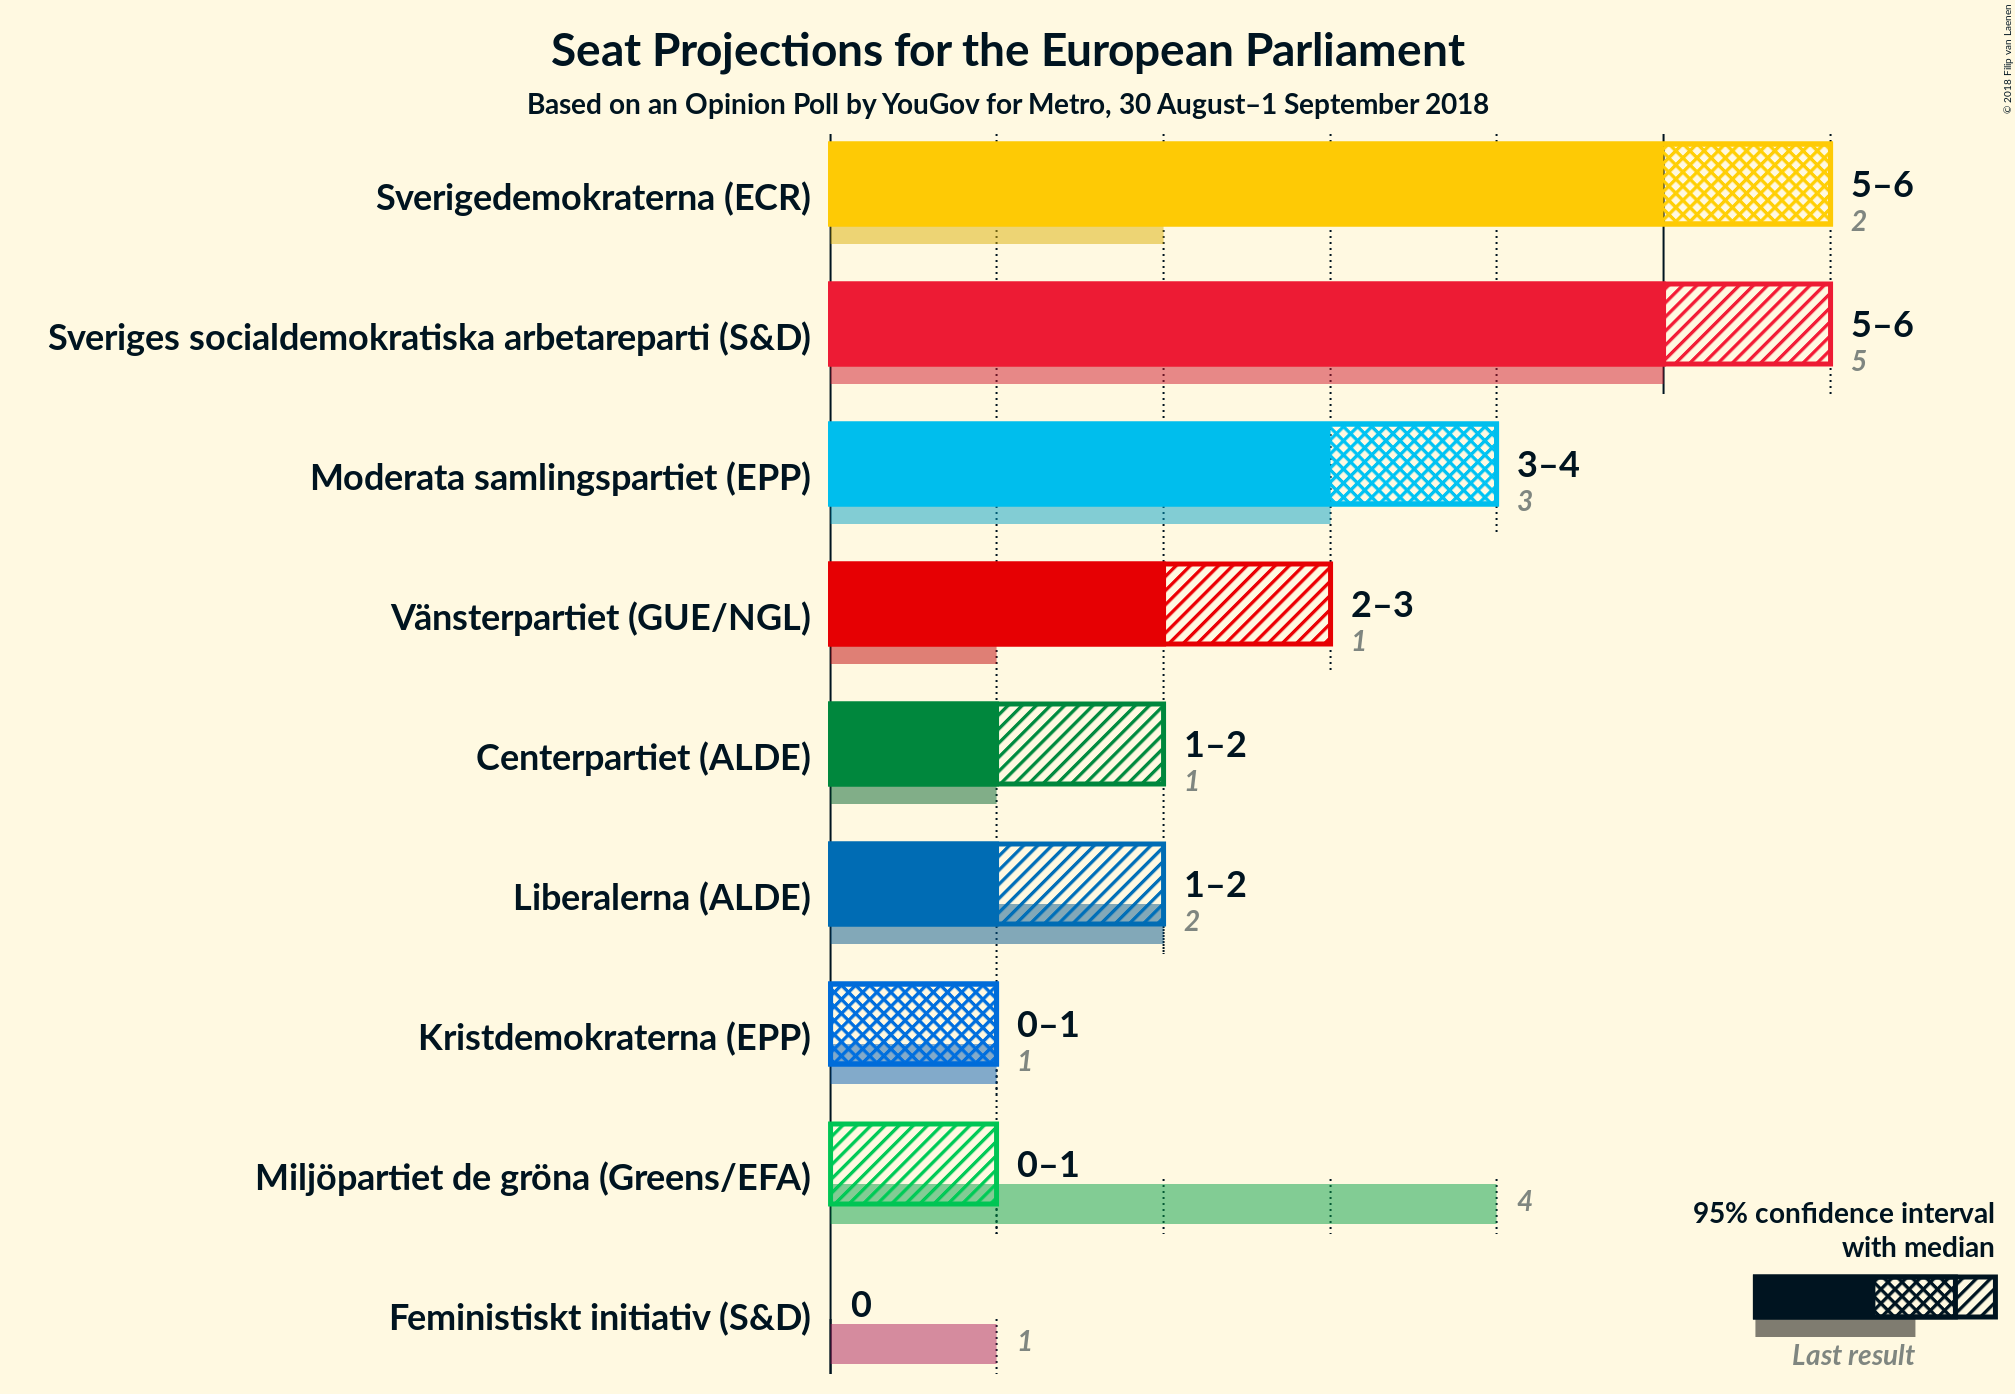 Seat Projections for the European Parliament
Based on an Opinion Poll by YouGov for Metro, 30 August–1 September 2018
© 2018 Filip van Laenen
Sverigedemokraterna (ECR)
5–6
2
Sveriges socialdemokratiska arbetareparti (S&D)
5–6
5
Moderata samlingspartiet (EPP)
3–4
3
Vänsterpartiet (GUE/NGL)
2–3
1
Centerpartiet (ALDE)
1–2
1
Liberalerna (ALDE)
1–2
2
Kristdemokraterna (EPP)
0–1
1
Miljöpartiet de gröna (Greens/EFA)
0–1
4
Feministiskt initiativ (S&D)
0
1
95% confidence interval
with median
Last result